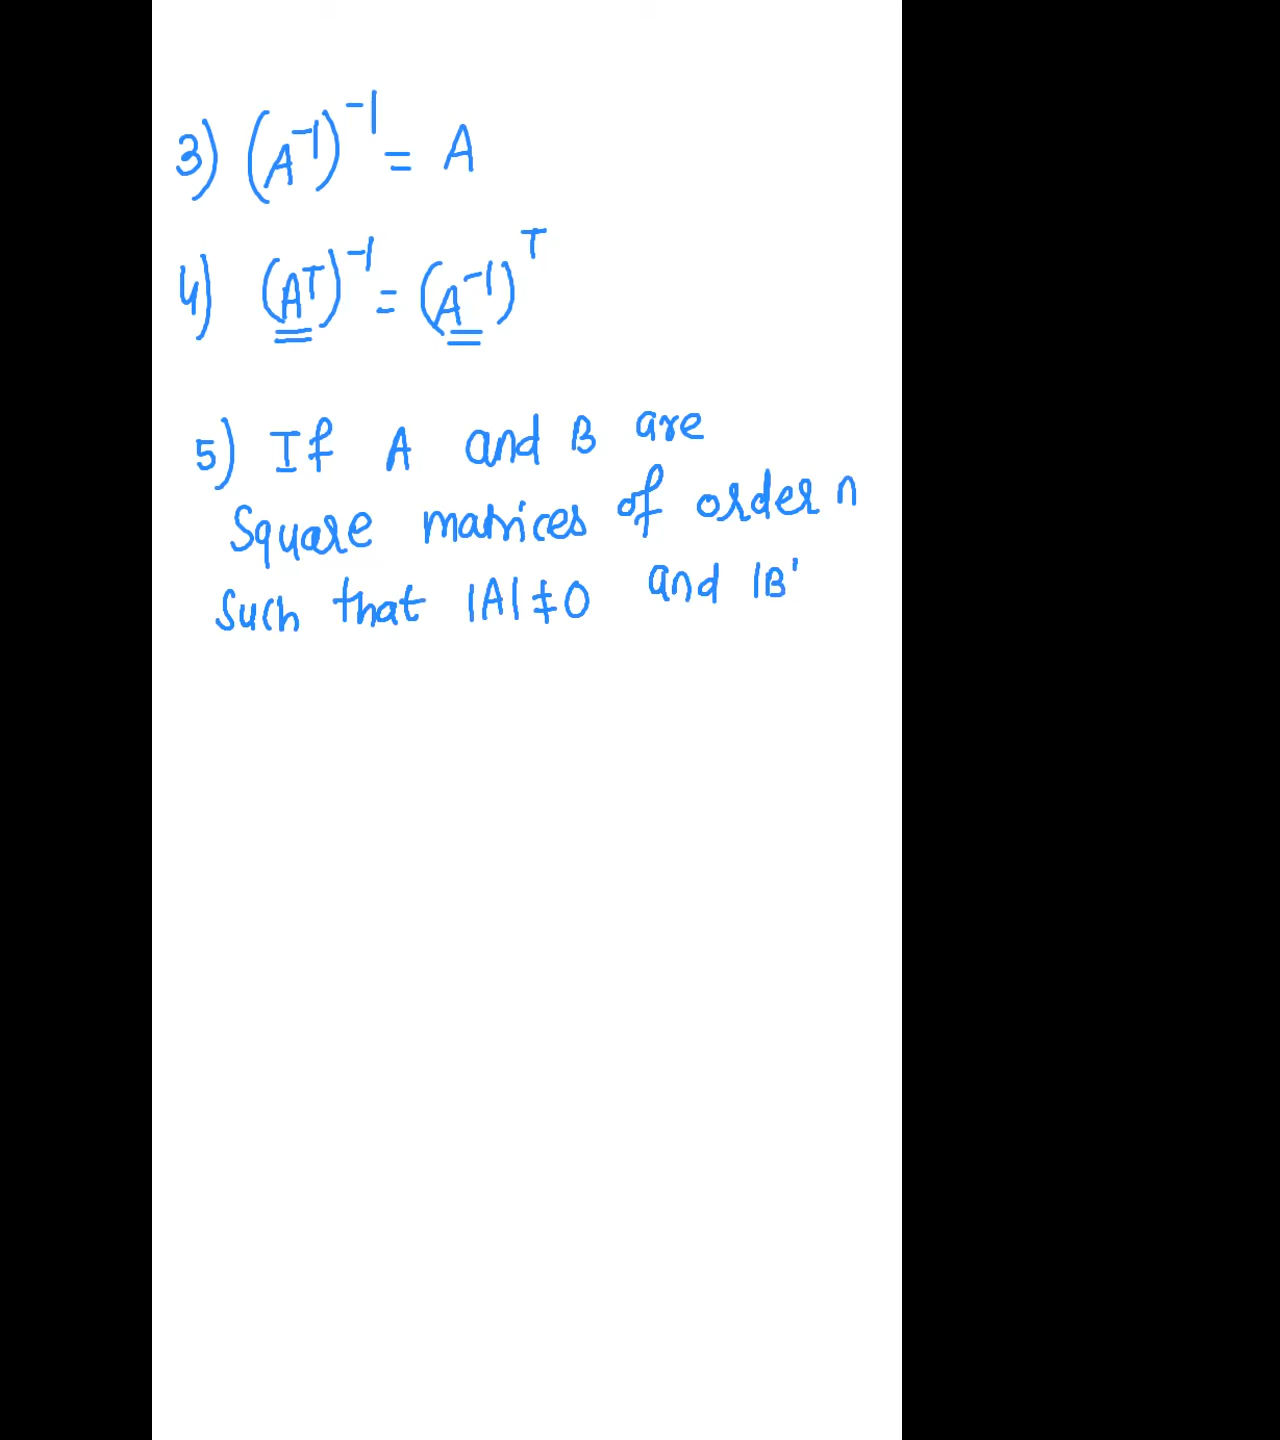 3) (A⁻¹)⁻¹ = A
4) (Aᵀ)⁻¹ = (A⁻¹)ᵀ
5) If A and B are
Square matrices of order n
Such that |A| ≠ 0 and |B'